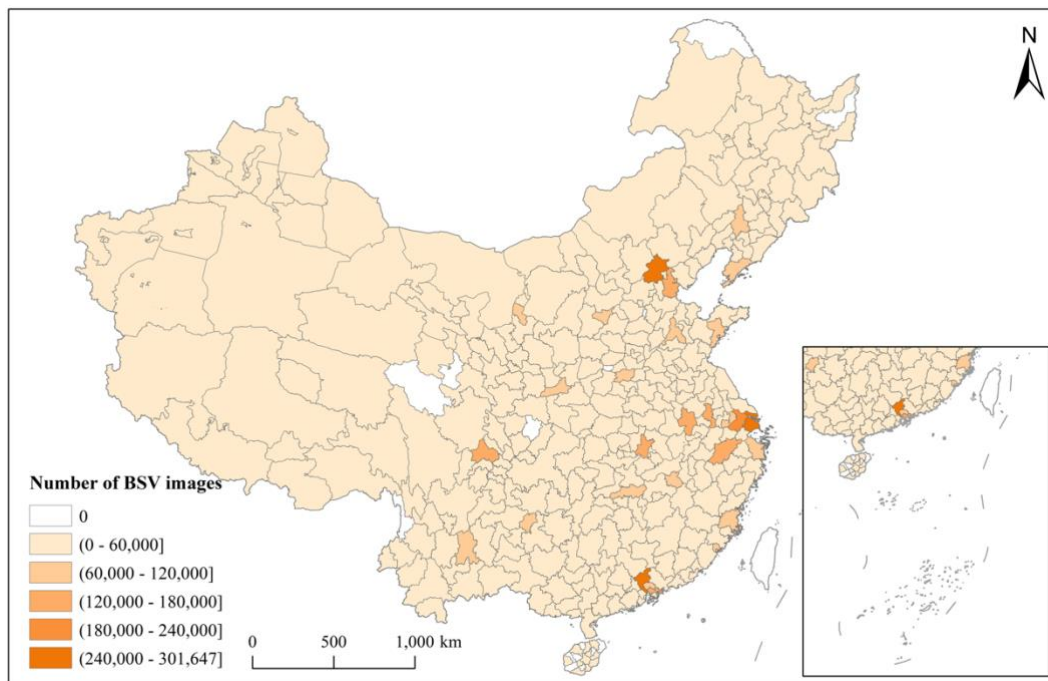 N
Number of BSV images
0
(0 - 60,000]
(60,000 - 120,000]
(120,000 - 180,000]
(180,000 - 240,000]
(240,000 - 301,647]
0 500 1,000 km